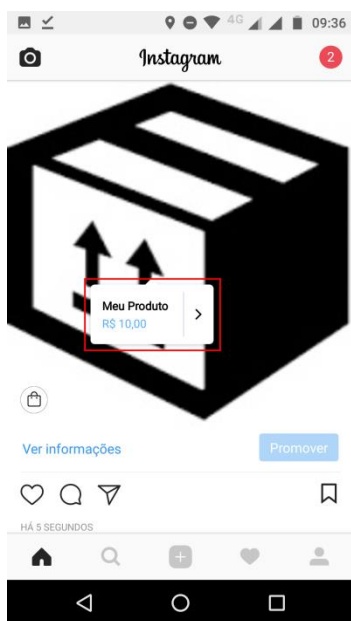 4G 09:36
Instagram 2
Meu Produto
R$ 10,00
Ver informações Promover
HÁ 5 SEGUNDOS